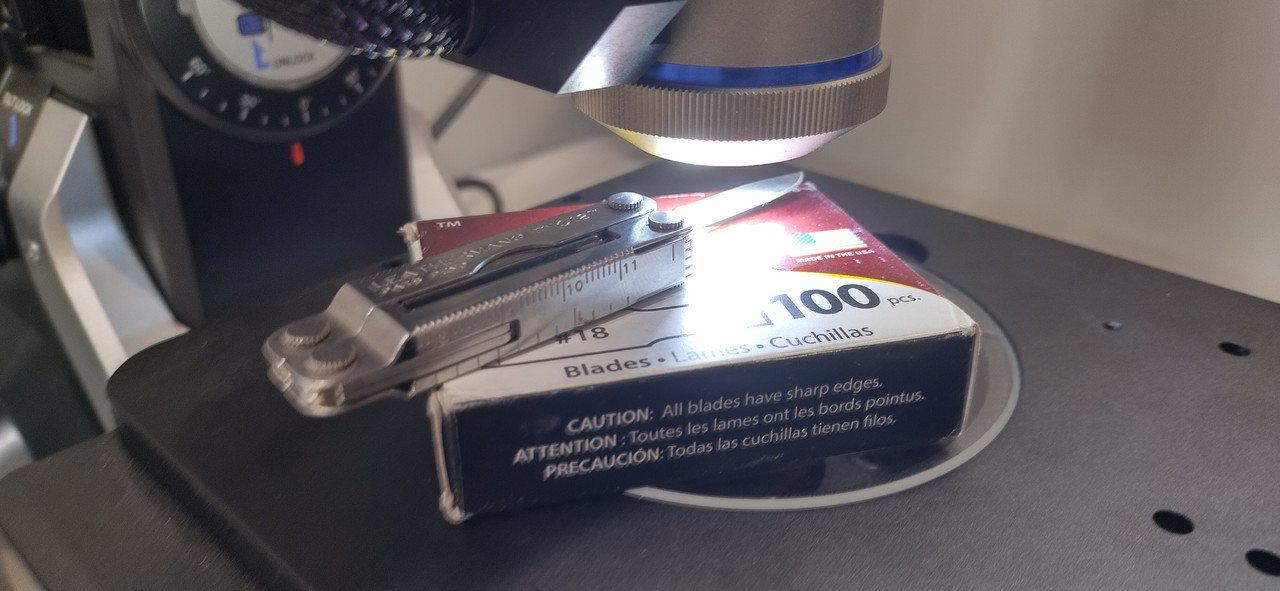 UNLOCK
TM
MADE IN THE USA
11
10
#18
100 pcs.
Blades • Lames • Cuchillas
CAUTION: All blades have sharp edges.
ATTENTION : Toutes les lames ont les bords pointus.
PRECAUCIÓN: Todas las cuchillas tienen filos.